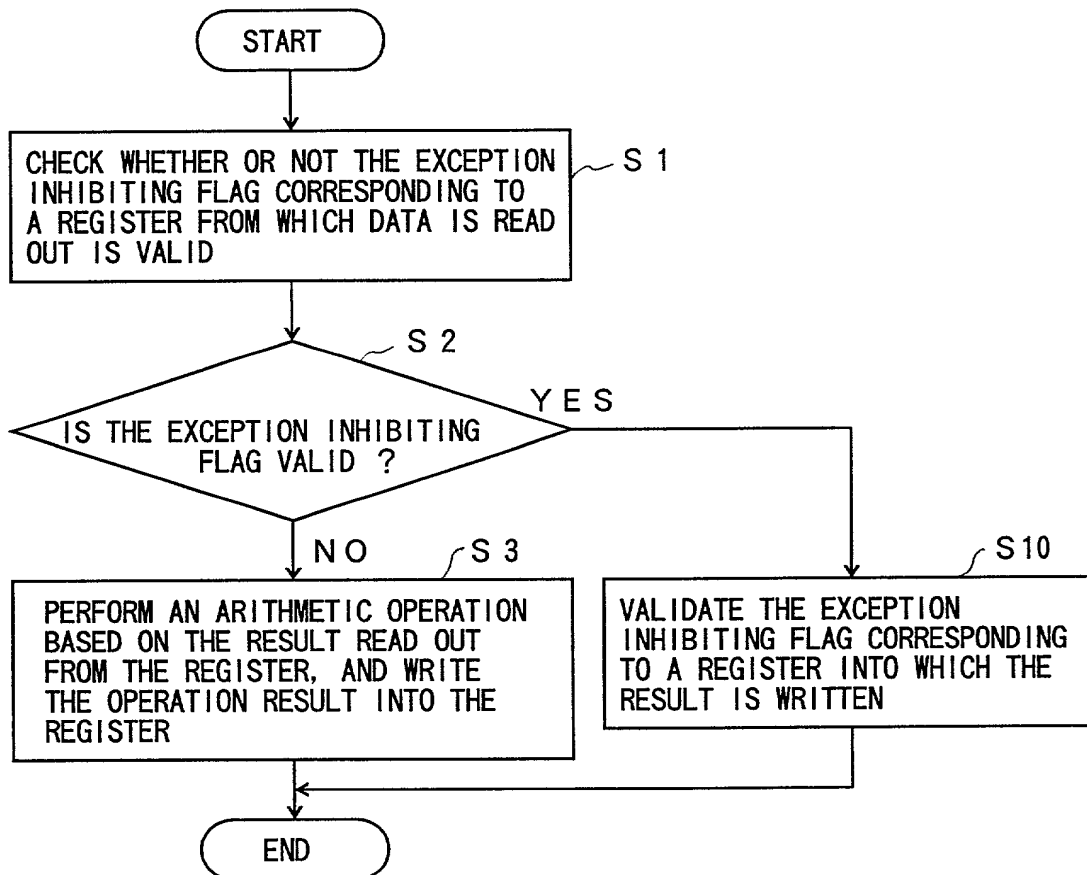 START
CHECK WHETHER OR NOT THE EXCEPTION
INHIBITING FLAG CORRESPONDING TO
A REGISTER FROM WHICH DATA IS READ
OUT IS VALID
S 1
S 2
YES
IS THE EXCEPTION INHIBITING
FLAG VALID ?
NO
S 3
S10
PERFORM AN ARITHMETIC OPERATION
BASED ON THE RESULT READ OUT
FROM THE REGISTER, AND WRITE
THE OPERATION RESULT INTO THE
REGISTER
VALIDATE THE EXCEPTION
INHIBITING FLAG CORRESPONDING
TO A REGISTER INTO WHICH THE
RESULT IS WRITTEN
END